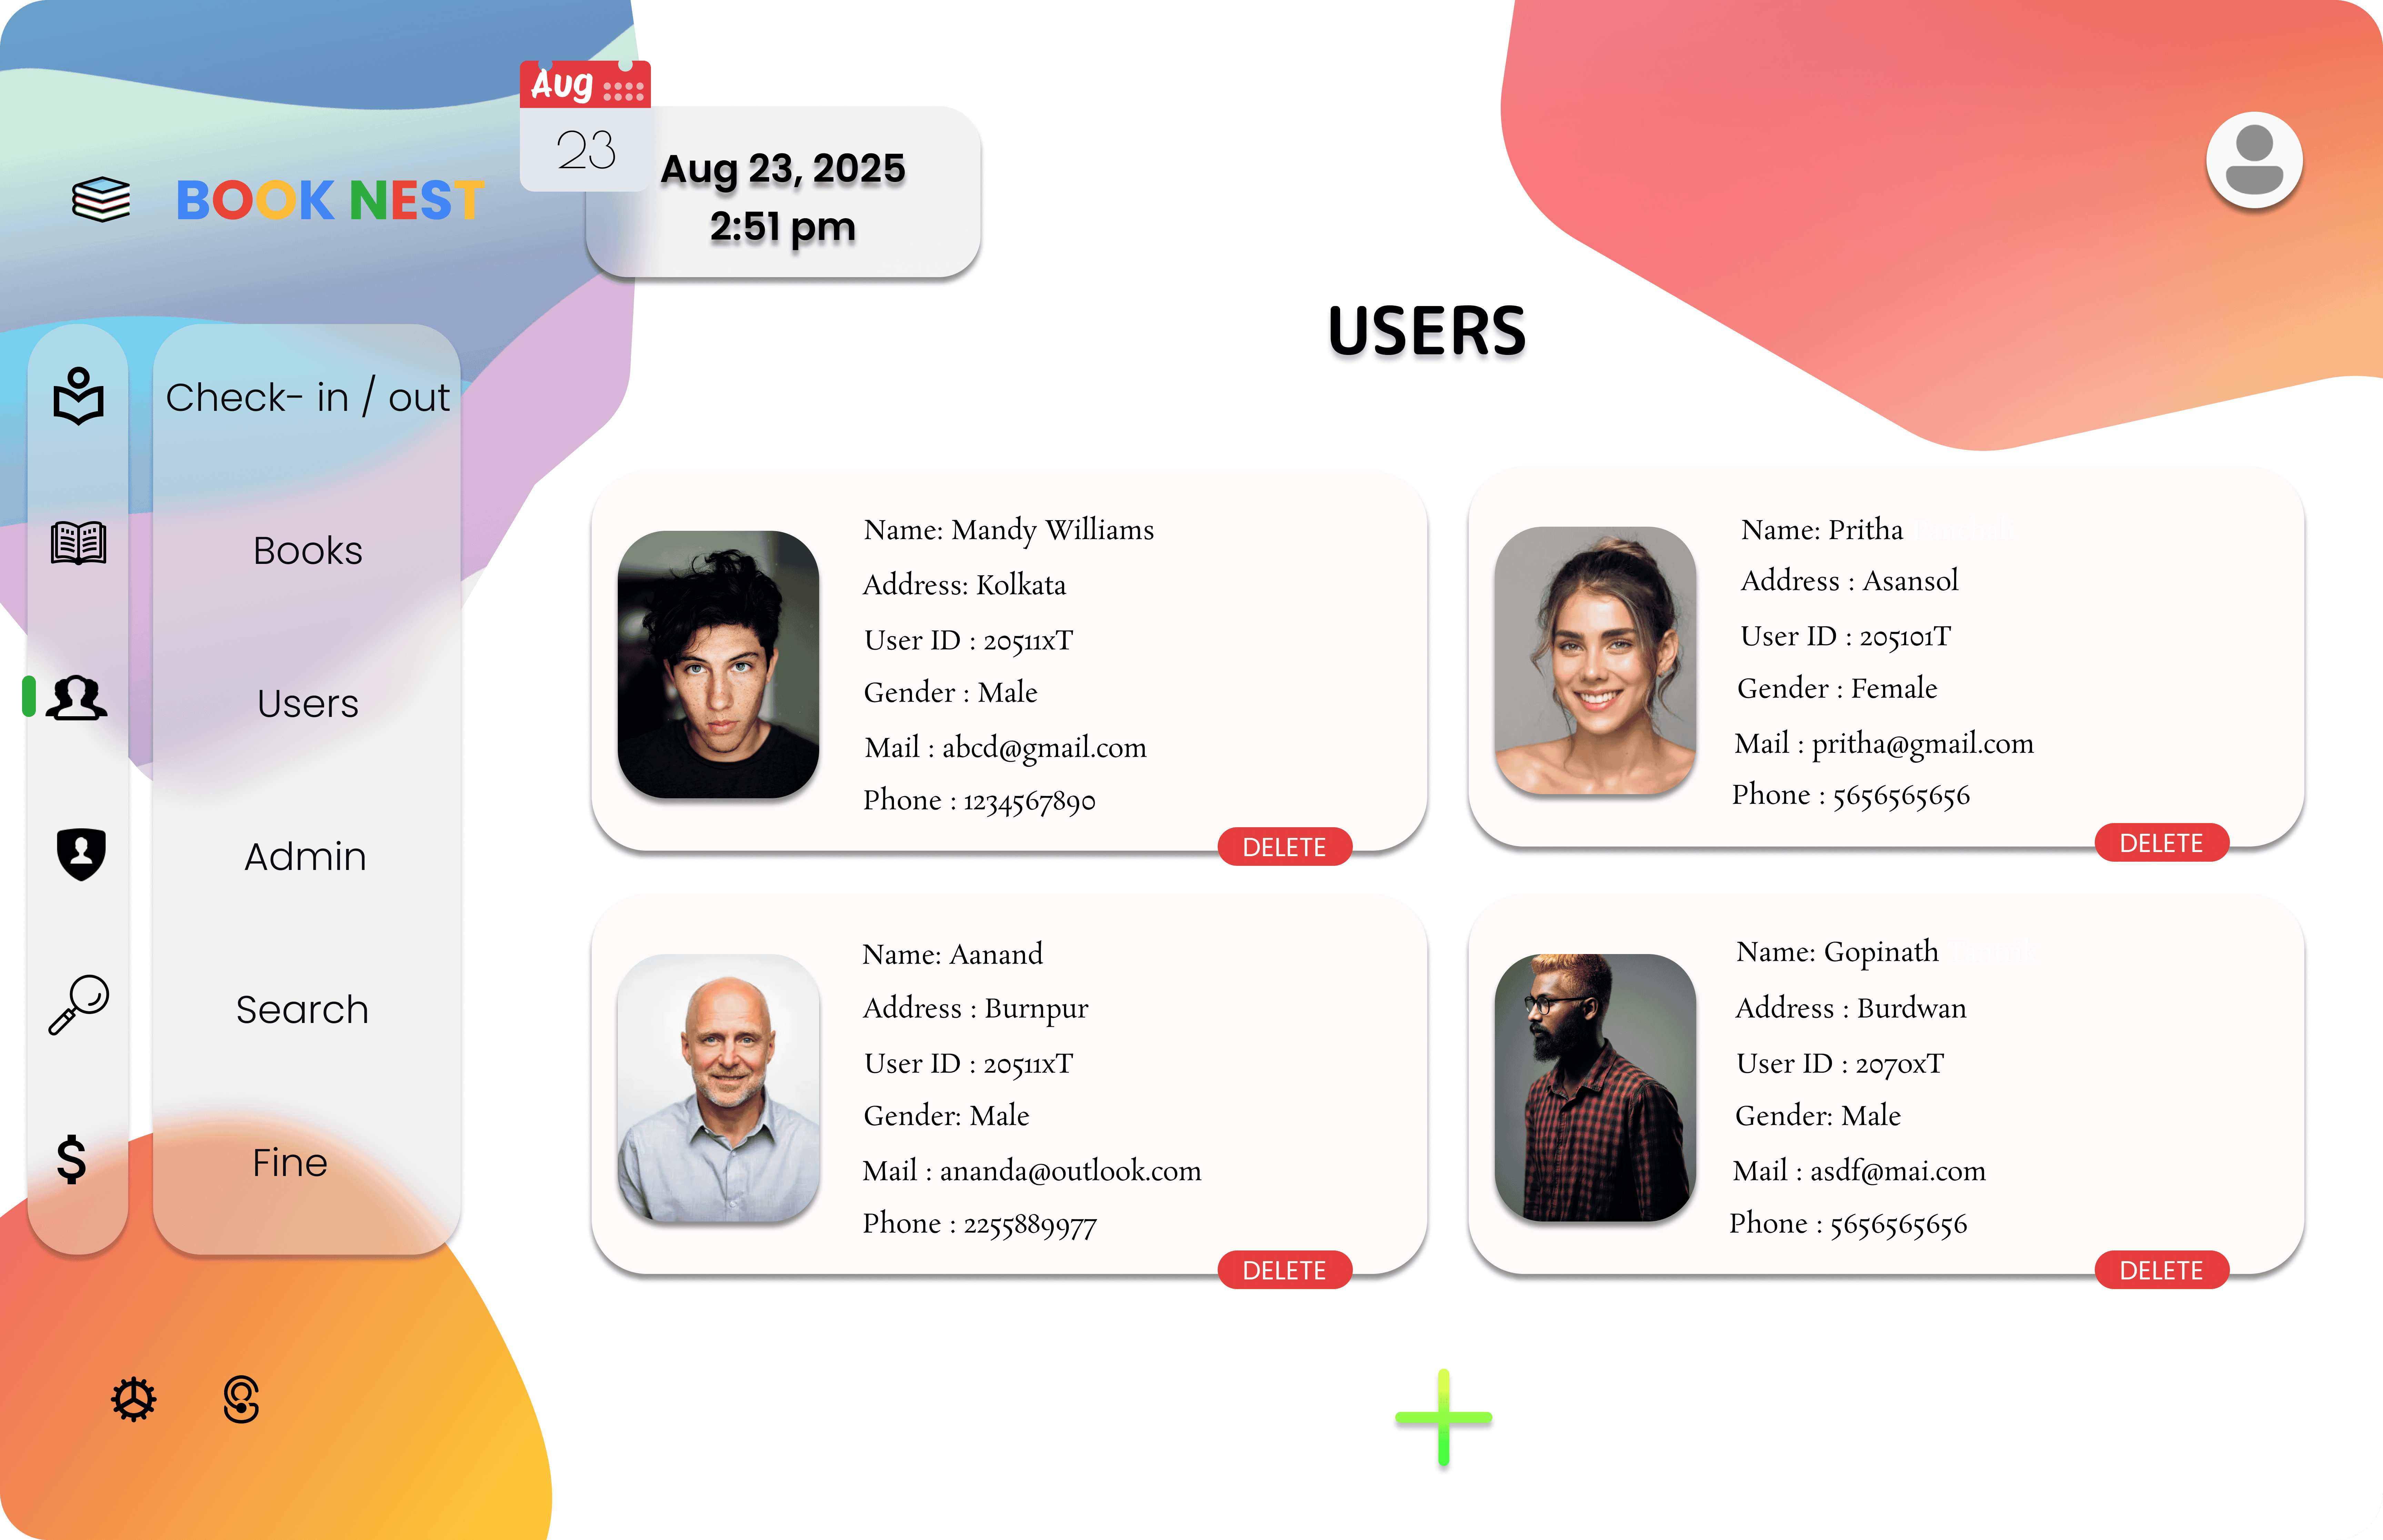 Aug
23
Aug 23, 2025
2:51 pm
BOOK NEST
USERS
Check- in / out
Books
Users
Admin
Search
$
Fine
Name: Mandy Williams
Address: Kolkata
User ID : 20511xT
Gender : Male
Mail : abcd@gmail.com
Phone : 1234567890
DELETE
Name: Pritha Panchali
Address : Asansol
User ID : 205101T
Gender : Female
Mail : pritha@gmail.com
Phone : 5656565656
DELETE
Name: Aanand
Address : Burnpur
User ID : 20511xT
Gender: Male
Mail : ananda@outlook.com
Phone : 2255889977
DELETE
Name: Gopinath Tantrik
Address : Burdwan
User ID : 2070xT
Gender: Male
Mail : asdf@mai.com
Phone : 5656565656
DELETE